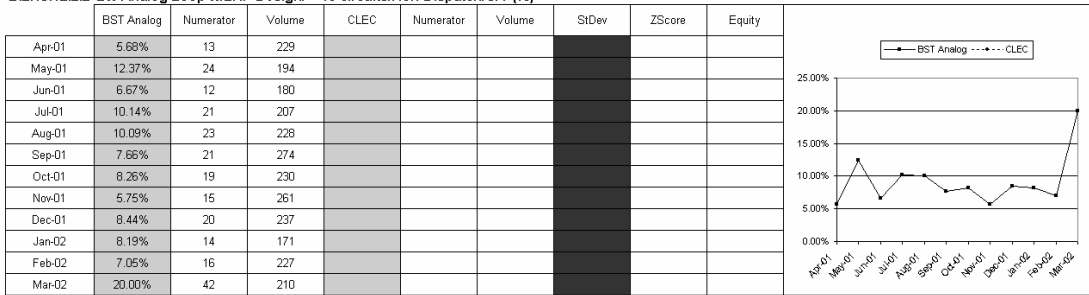 BST Analog Numerator Volume CLEC Numerator Volume StDev ZScore Equity
Apr-01 5.68% 13 229
May-01 12.37% 24 194
Jun-01 6.67% 12 180
Jul-01 10.14% 21 207
Aug-01 10.09% 23 228
Sep-01 7.66% 21 274
Oct-01 8.26% 19 230
Nov-01 5.75% 15 261
Dec-01 8.44% 20 237
Jan-02 8.19% 14 171
Feb-02 7.05% 16 227
Mar-02 20.00% 42 210
BST Analog CLEC
25.00%
20.00%
15.00%
10.00%
5.00%
0.00%
Apr-01 May-01 Jun-01 Jul-01 Aug-01 Sep-01 Oct-01 Nov-01 Dec-01 Jan-02 Feb-02 Mar-02